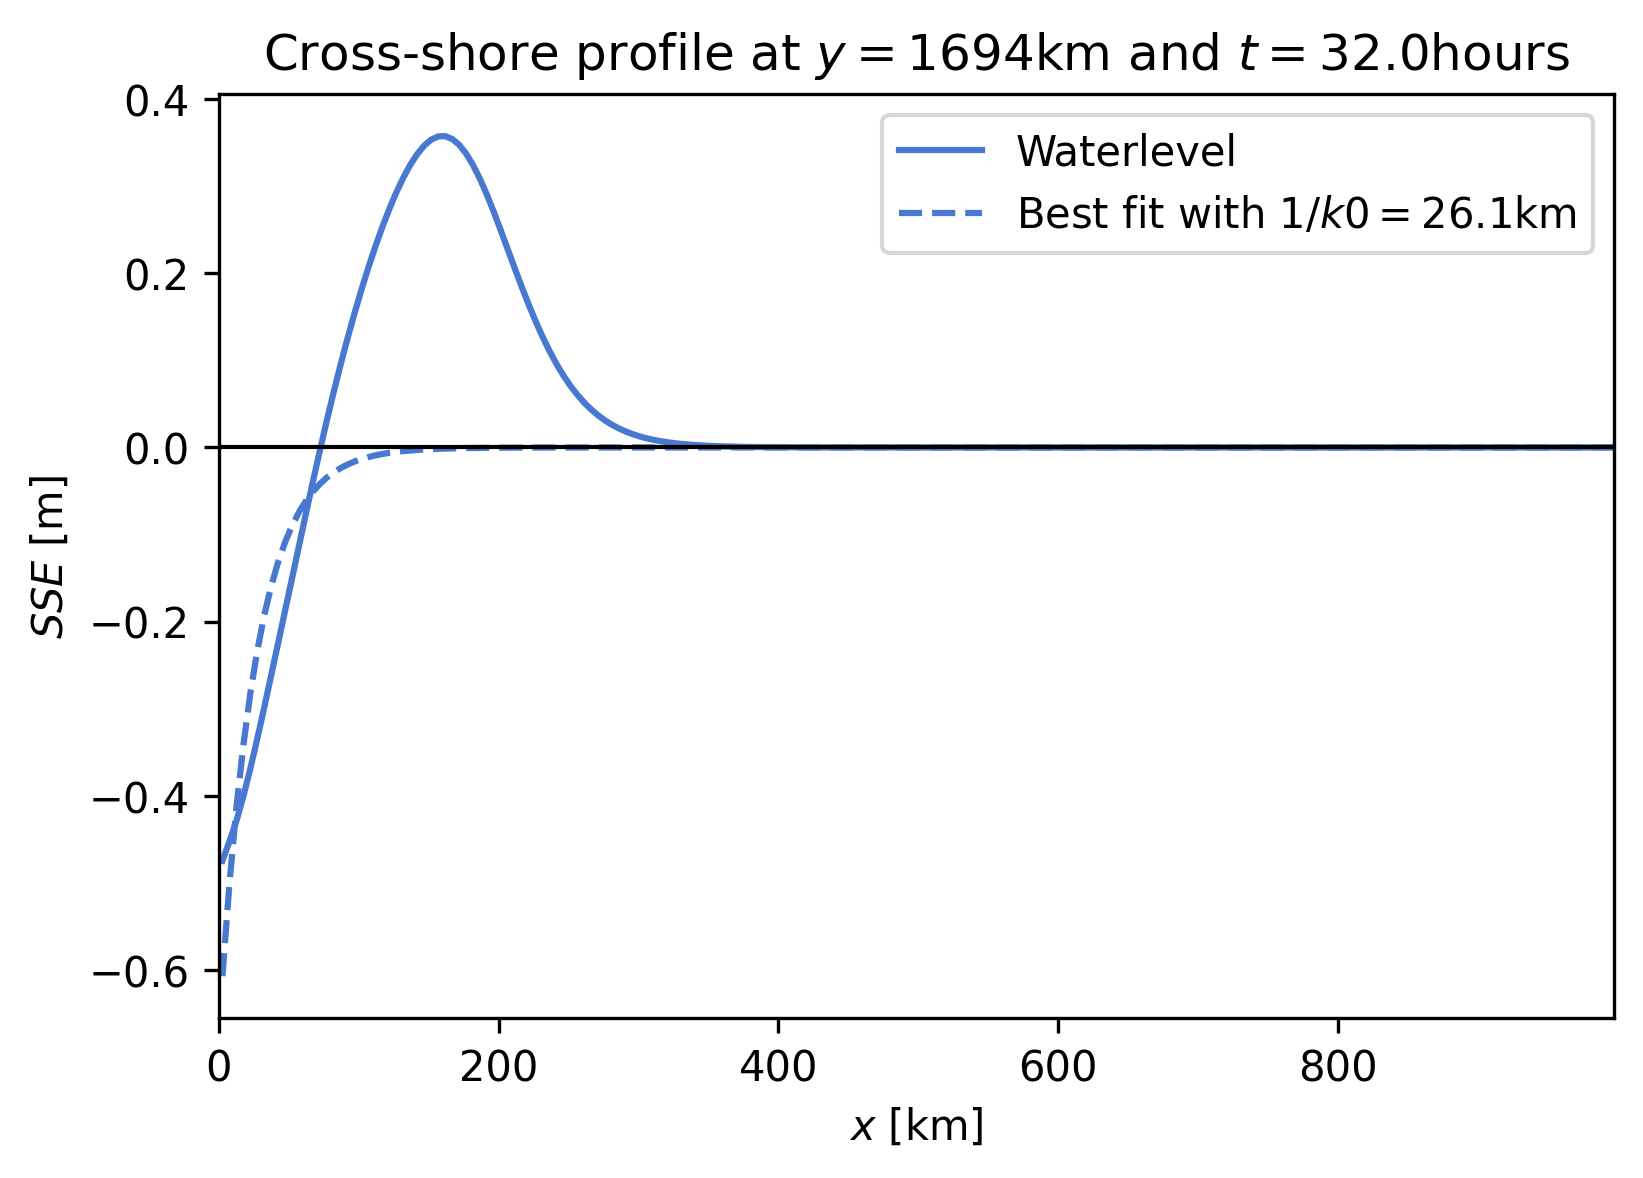 Cross-shore profile at y = 1694km and t = 32.0hours
0.4
0.2
0.0
−0.2
−0.4
−0.6
SSE [m]
Waterlevel
Best fit with 1/k0 = 26.1km
0 200 400 600 800
x [km]